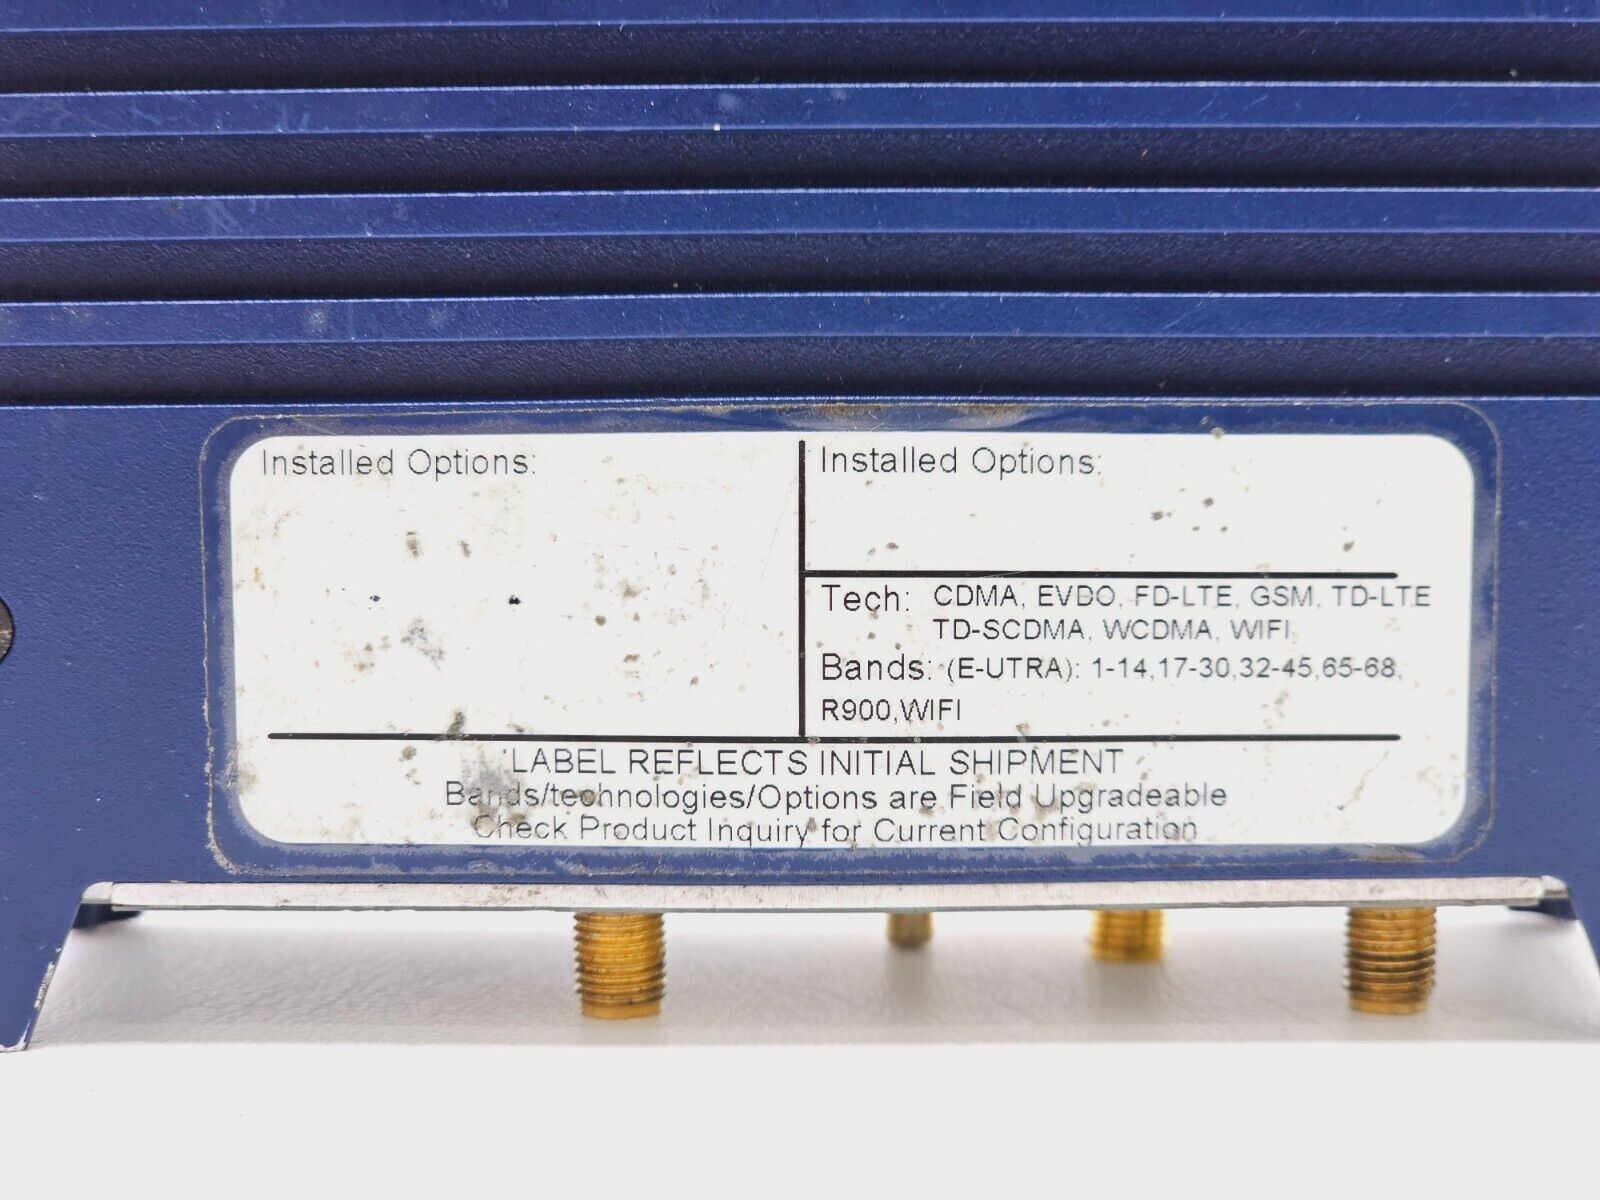 Installed Options:
Installed Options:
Tech: CDMA, EVDO, FD-LTE, GSM, TD-LTE
TD-SCDMA, WCDMA, WIFI
Bands: (E-UTRA): 1-14,17-30,32-45,65-68,
R900,WIFI
*LABEL REFLECTS INITIAL SHIPMENT
Bands/technologies/Options are Field Upgradeable
Check Product Inquiry for Current Configuration